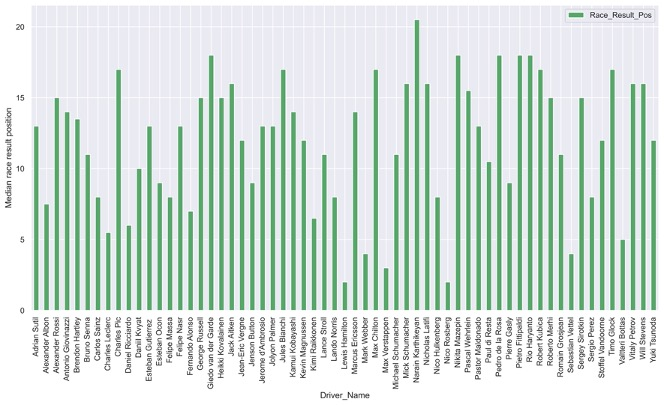 Race_Result_Pos
20
15
10
5
0
Median race result position
Adrian Sutil
Alexander Albon
Alexander Rossi
Antonio Giovinazzi
Brendon Hartley
Bruno Senna
Carlos Sainz
Charles Leclerc
Charles Pic
Daniel Ricciardo
Daniil Kvyat
Esteban Gutierrez
Esteban Ocon
Felipe Massa
Felipe Nasr
Fernando Alonso
George Russell
Giedo van der Garde
Heikki Kovalainen
Jack Aitken
Jean-Eric Vergne
Jenson Button
Jerome d'Ambrosio
Jolyon Palmer
Jules Bianchi
Kamui Kobayashi
Kevin Magnussen
Kimi Raikkonen
Lance Stroll
Lando Norris
Lewis Hamilton
Marcus Ericsson
Mark Webber
Max Chilton
Max Verstappen
Michael Schumacher
Mick Schumacher
Narain Karthikeyan
Nicholas Latifi
Nico Hulkenberg
Nico Rosberg
Nikita Mazepin
Pascal Wehrlein
Pastor Maldonado
Paul di Resta
Pedro de la Rosa
Pierre Gasly
Pietro Fittipaldi
Rio Haryanto
Robert Kubica
Roberto Merhi
Romain Grosjean
Sebastian Vettel
Sergey Sirotkin
Sergio Perez
Stoffel Vandoorne
Timo Glock
Valtteri Bottas
Vitaly Petrov
Will Stevens
Yuki Tsunoda
Driver_Name